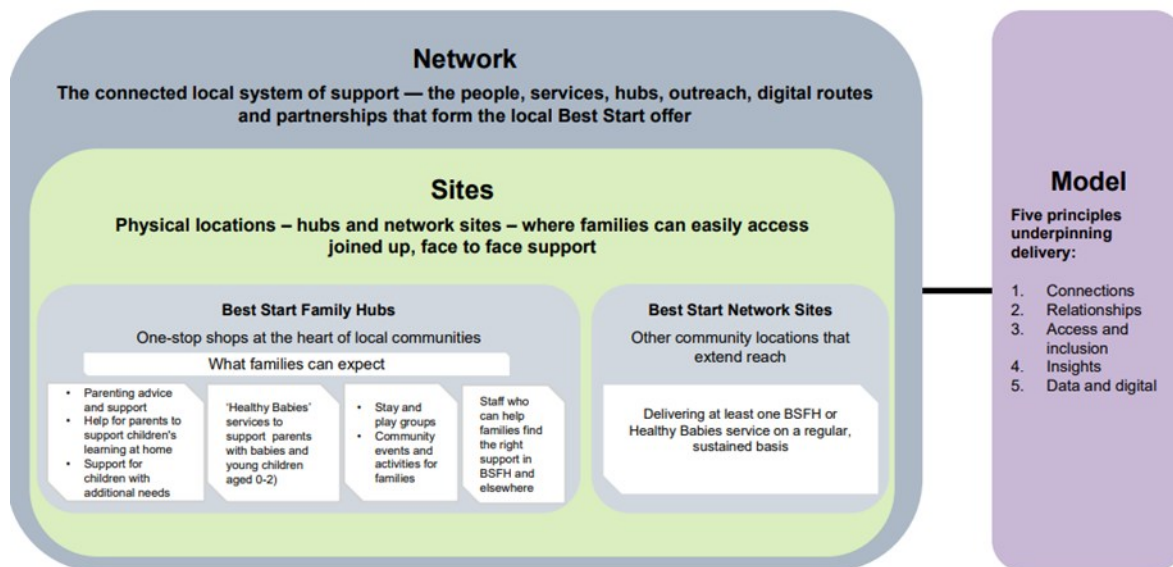 Network
The connected local system of support — the people, services, hubs, outreach, digital routes
and partnerships that form the local Best Start offer
Sites
Physical locations – hubs and network sites – where families can easily access
joined up, face to face support
Best Start Family Hubs
One-stop shops at the heart of local communities
What families can expect
• Parenting advice
and support
• Help for parents to
support children's
learning at home
• Support for
children with
additional needs
‘Healthy Babies’
services to
support parents
with babies and
young children
aged 0-2)
• Stay and
play groups
• Community
events and
activities for
families
Staff who
can help
families find
the right
support in
BSFH and
elsewhere
Best Start Network Sites
Other community locations that
extend reach
Delivering at least one BSFH or
Healthy Babies service on a regular,
sustained basis
Model
Five principles
underpinning
delivery:
1. Connections
2. Relationships
3. Access and
inclusion
4. Insights
5. Data and digital